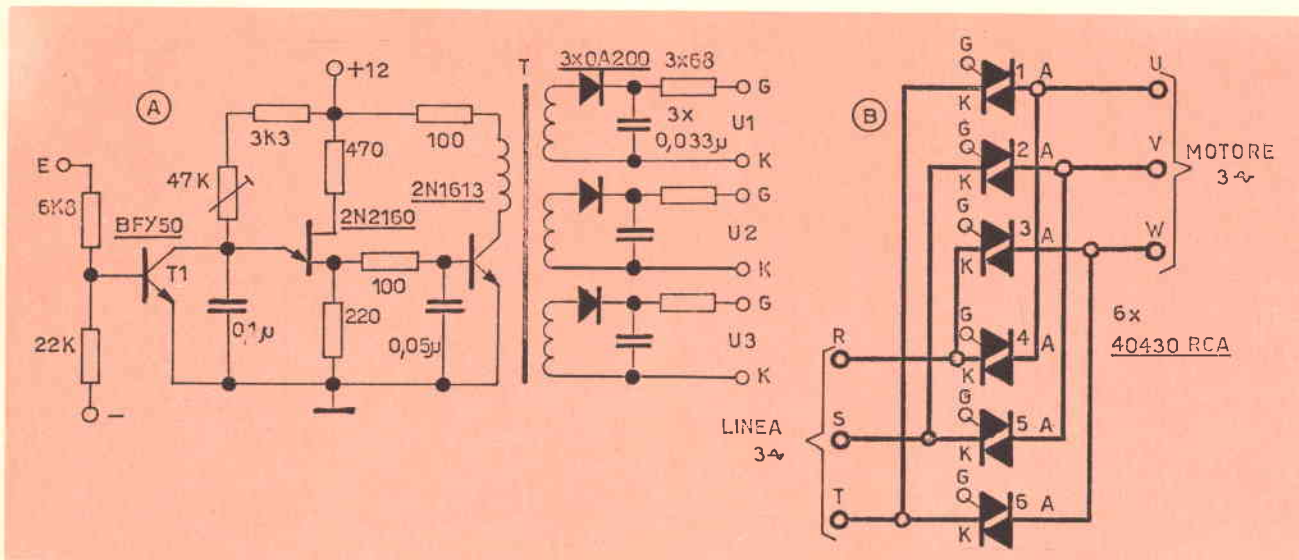 A
+12
3K3
100
470
47K
E
6K8
BFY50
T1
22K
–
0,1µ
2N2160
2N1613
100
220
0,05µ
T
3x0A200
3x68
3x
0,033µ
G
U1
K
G
U2
K
G
U3
K
B
G
K
1
A
G
K
2
A
G
K
3
A
G
K
4
A
G
K
5
A
G
K
6
A
U
V
W
MOTORE
3~
6x
40430 RCA
R
S
T
LINEA
3~